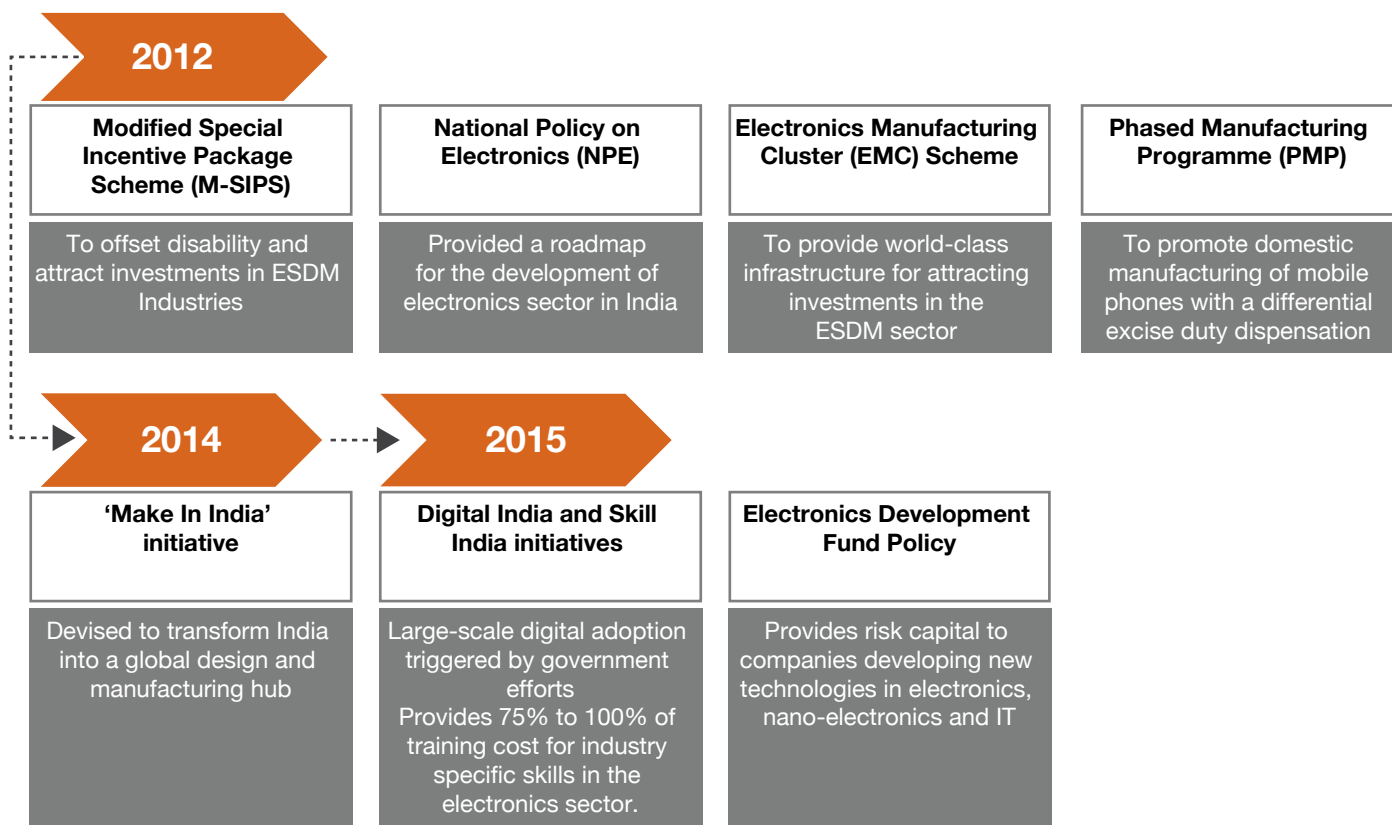 2012
Modified Special
Incentive Package
Scheme (M-SIPS)
To offset disability and
attract investments in ESDM
Industries
National Policy on
Electronics (NPE)
Provided a roadmap
for the development of
electronics sector in India
Electronics Manufacturing
Cluster (EMC) Scheme
To provide world-class
infrastructure for attracting
investments in the
ESDM sector
Phased Manufacturing
Programme (PMP)
To promote domestic
manufacturing of mobile
phones with a differential
excise duty dispensation
2014
‘Make In India’
initiative
Devised to transform India
into a global design and
manufacturing hub
2015
Digital India and Skill
India initiatives
Large-scale digital adoption
triggered by government
efforts
Provides 75% to 100% of
training cost for industry
specific skills in the
electronics sector.
Electronics Development
Fund Policy
Provides risk capital to
companies developing new
technologies in electronics,
nano-electronics and IT